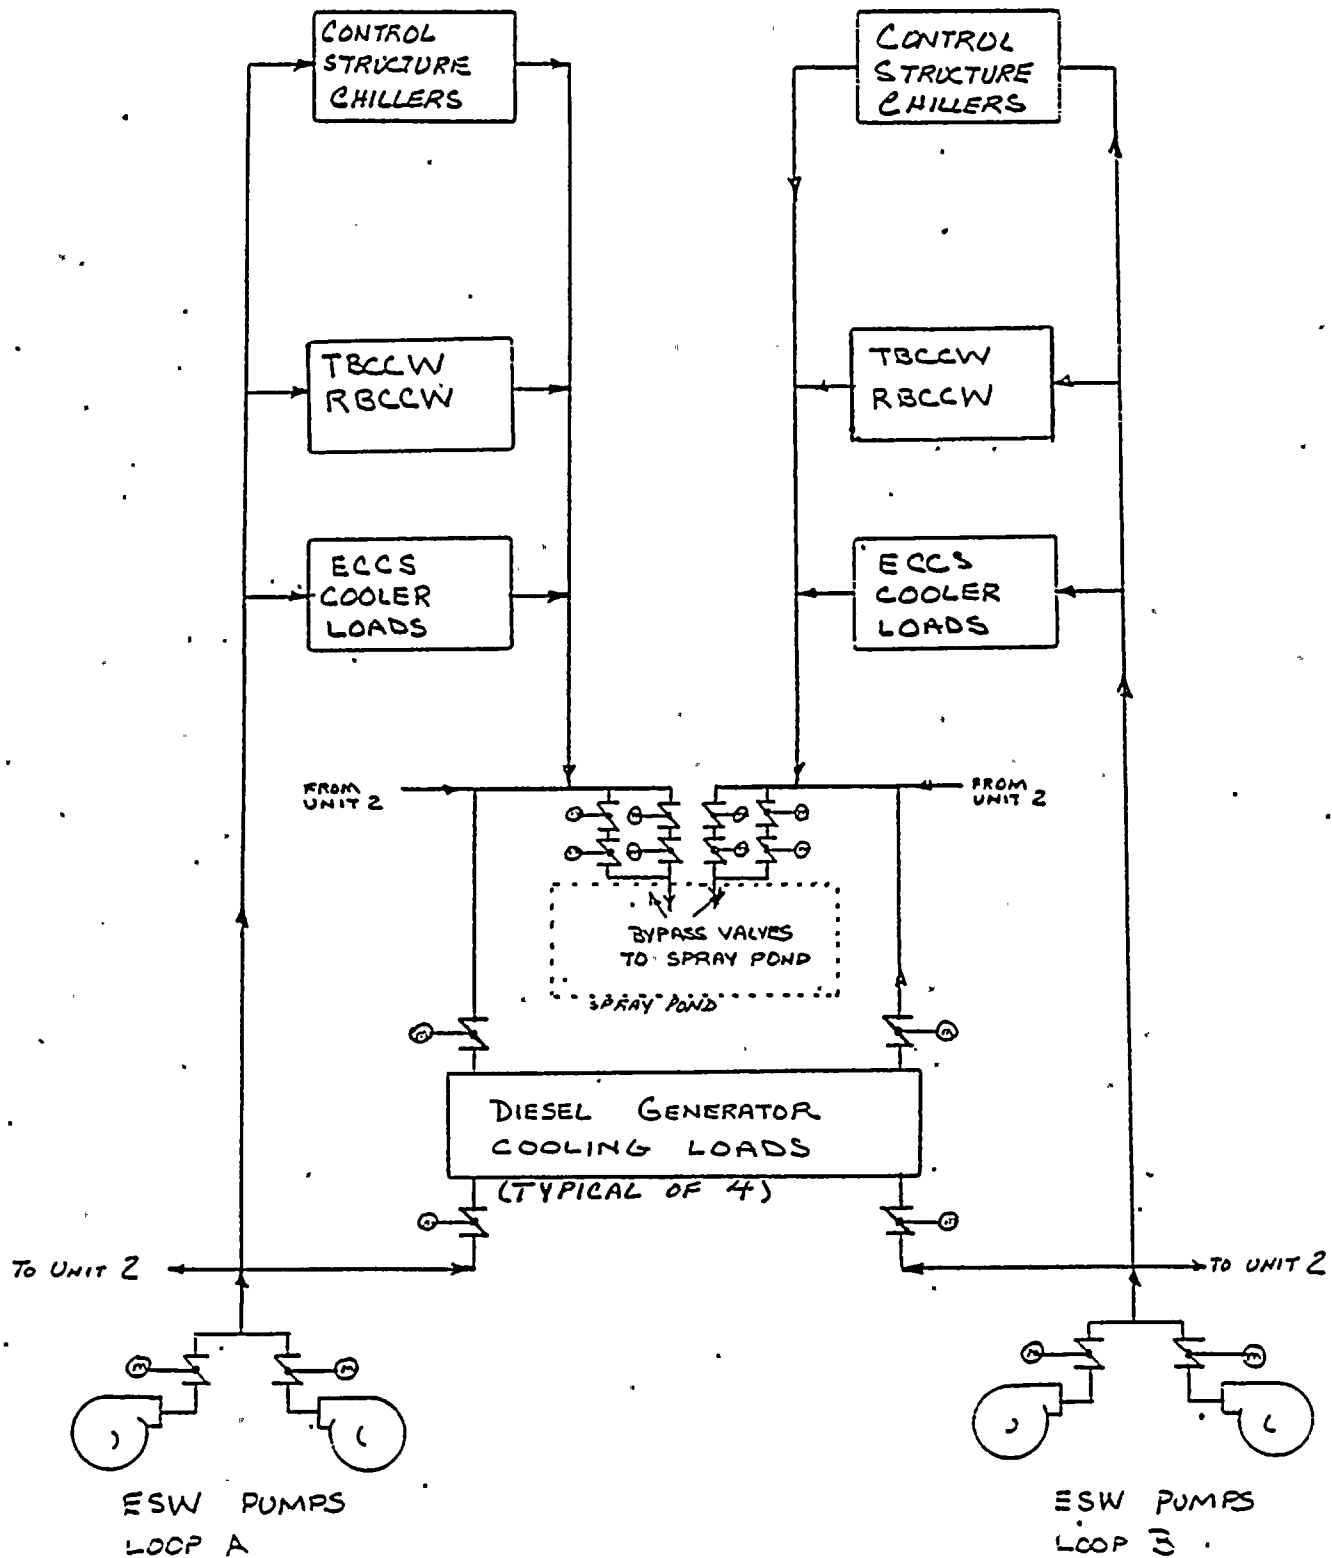 CONTROL
STRUCTURE
CHILLERS
CONTROL
STRUCTURE
CHILLERS
TBCCW
RBCCW
TBCCW
RBCCW
ECCS
COOLER
LOADS
ECCS
COOLER
LOADS
FROM
UNIT 2
FROM
UNIT 2
BYPASS VALVES
TO SPRAY POND
SPRAY POND
DIESEL GENERATOR
COOLING LOADS
(TYPICAL OF 4)
TO UNIT 2
TO UNIT 2
ESW PUMPS
LOOP A
ESW PUMPS
LOOP B